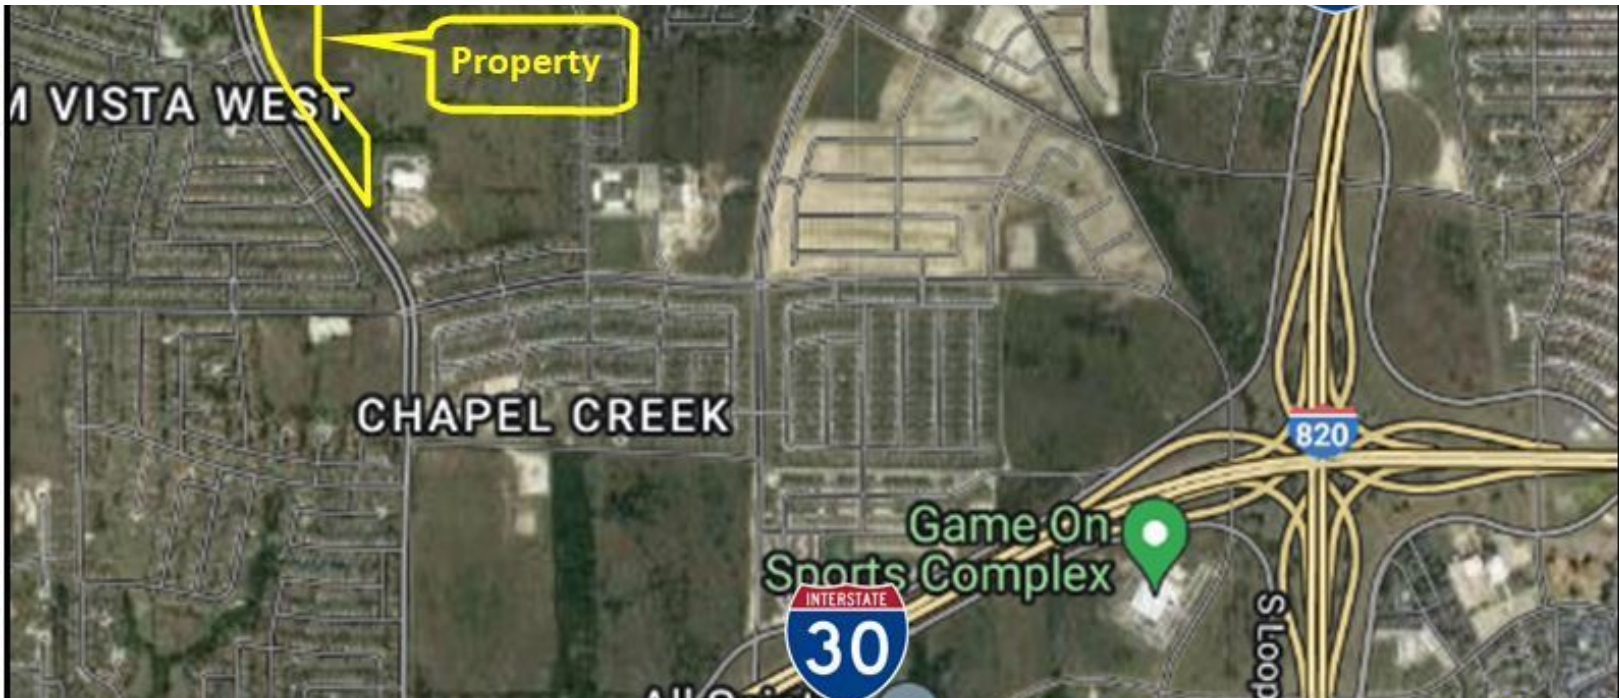 Property
M VISTA WEST
CHAPEL CREEK
820
Game On
Sports Complex
INTERSTATE
30
S Loop